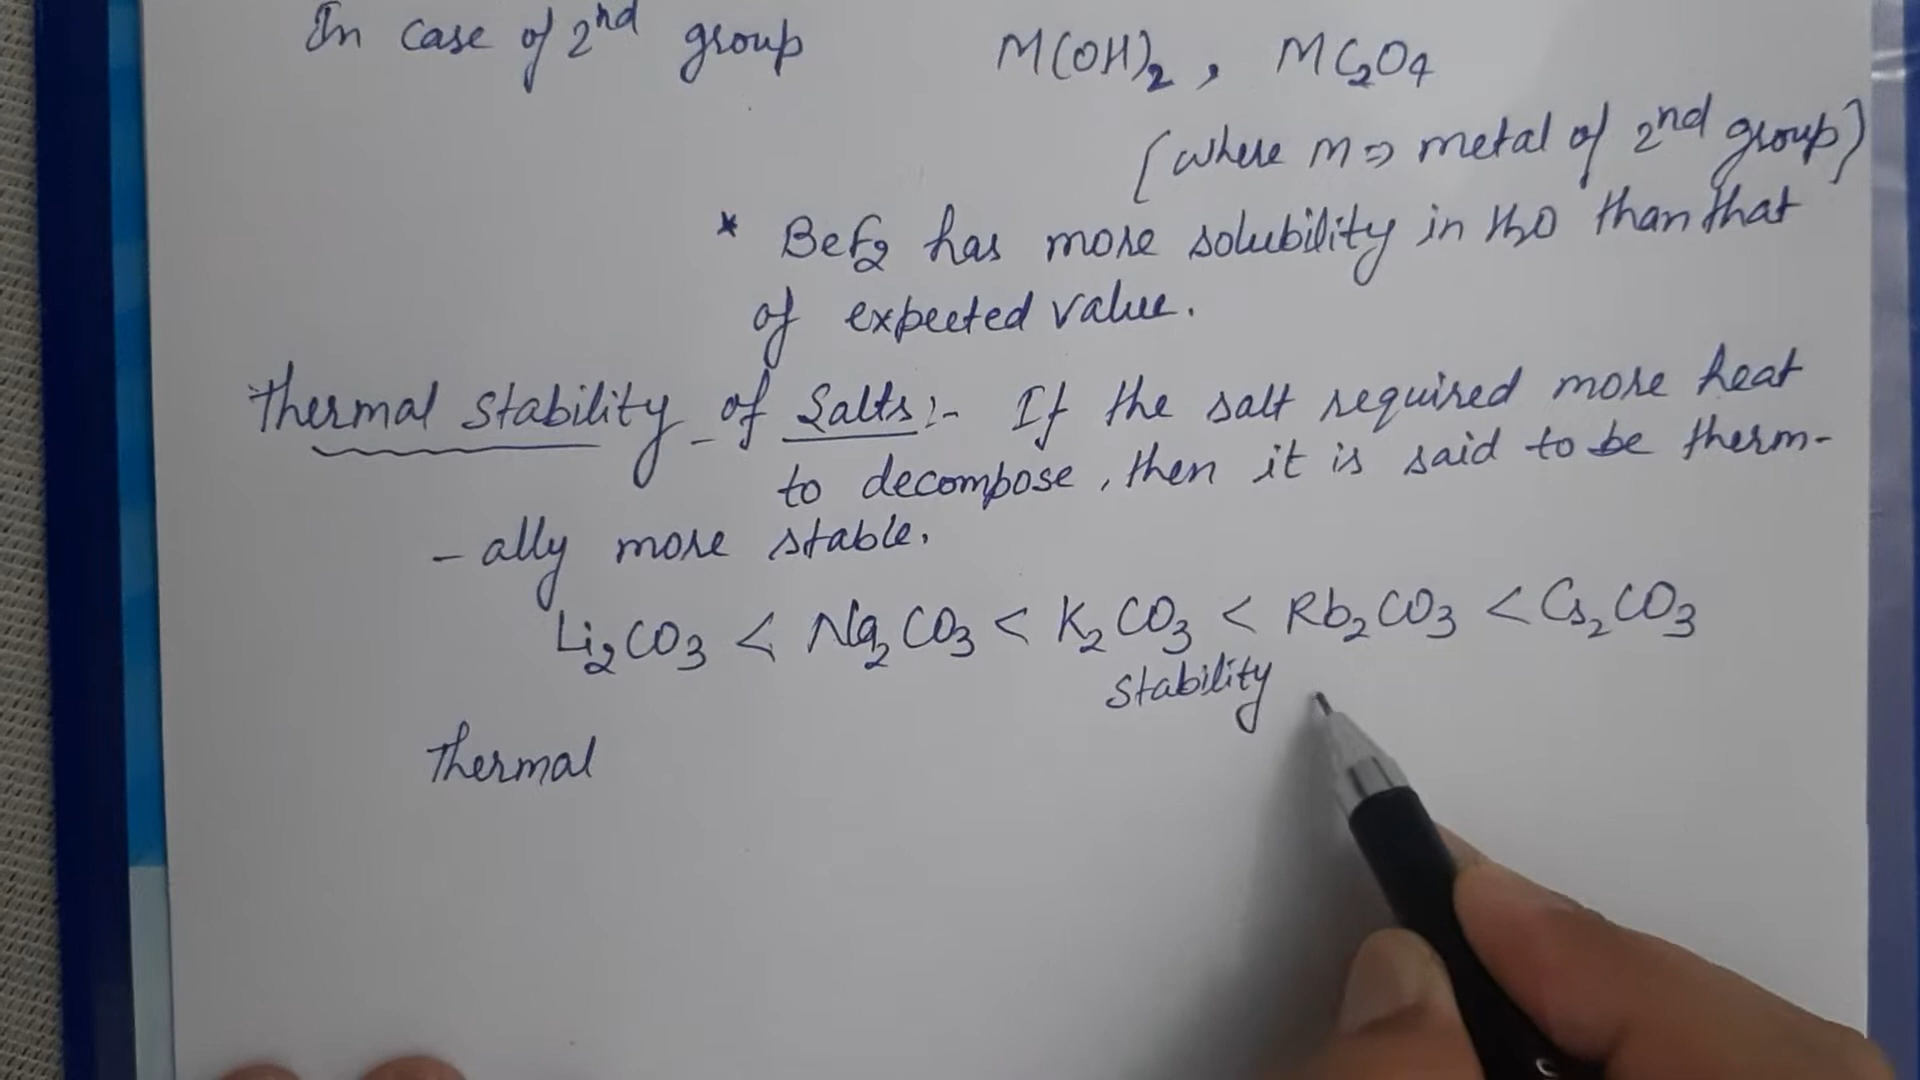 In case of 2nd group M(OH)2, MC2O4
(where M => metal of 2nd group)
* BeF2 has more solubility in H2O than that
of expected value.
Thermal stability of Salts:- If the salt required more heat
to decompose, then it is said to be therm-
-ally more stable.
Li2CO3 < Na2CO3 < K2CO3 < Rb2CO3 < Cs2CO3
stability
Thermal